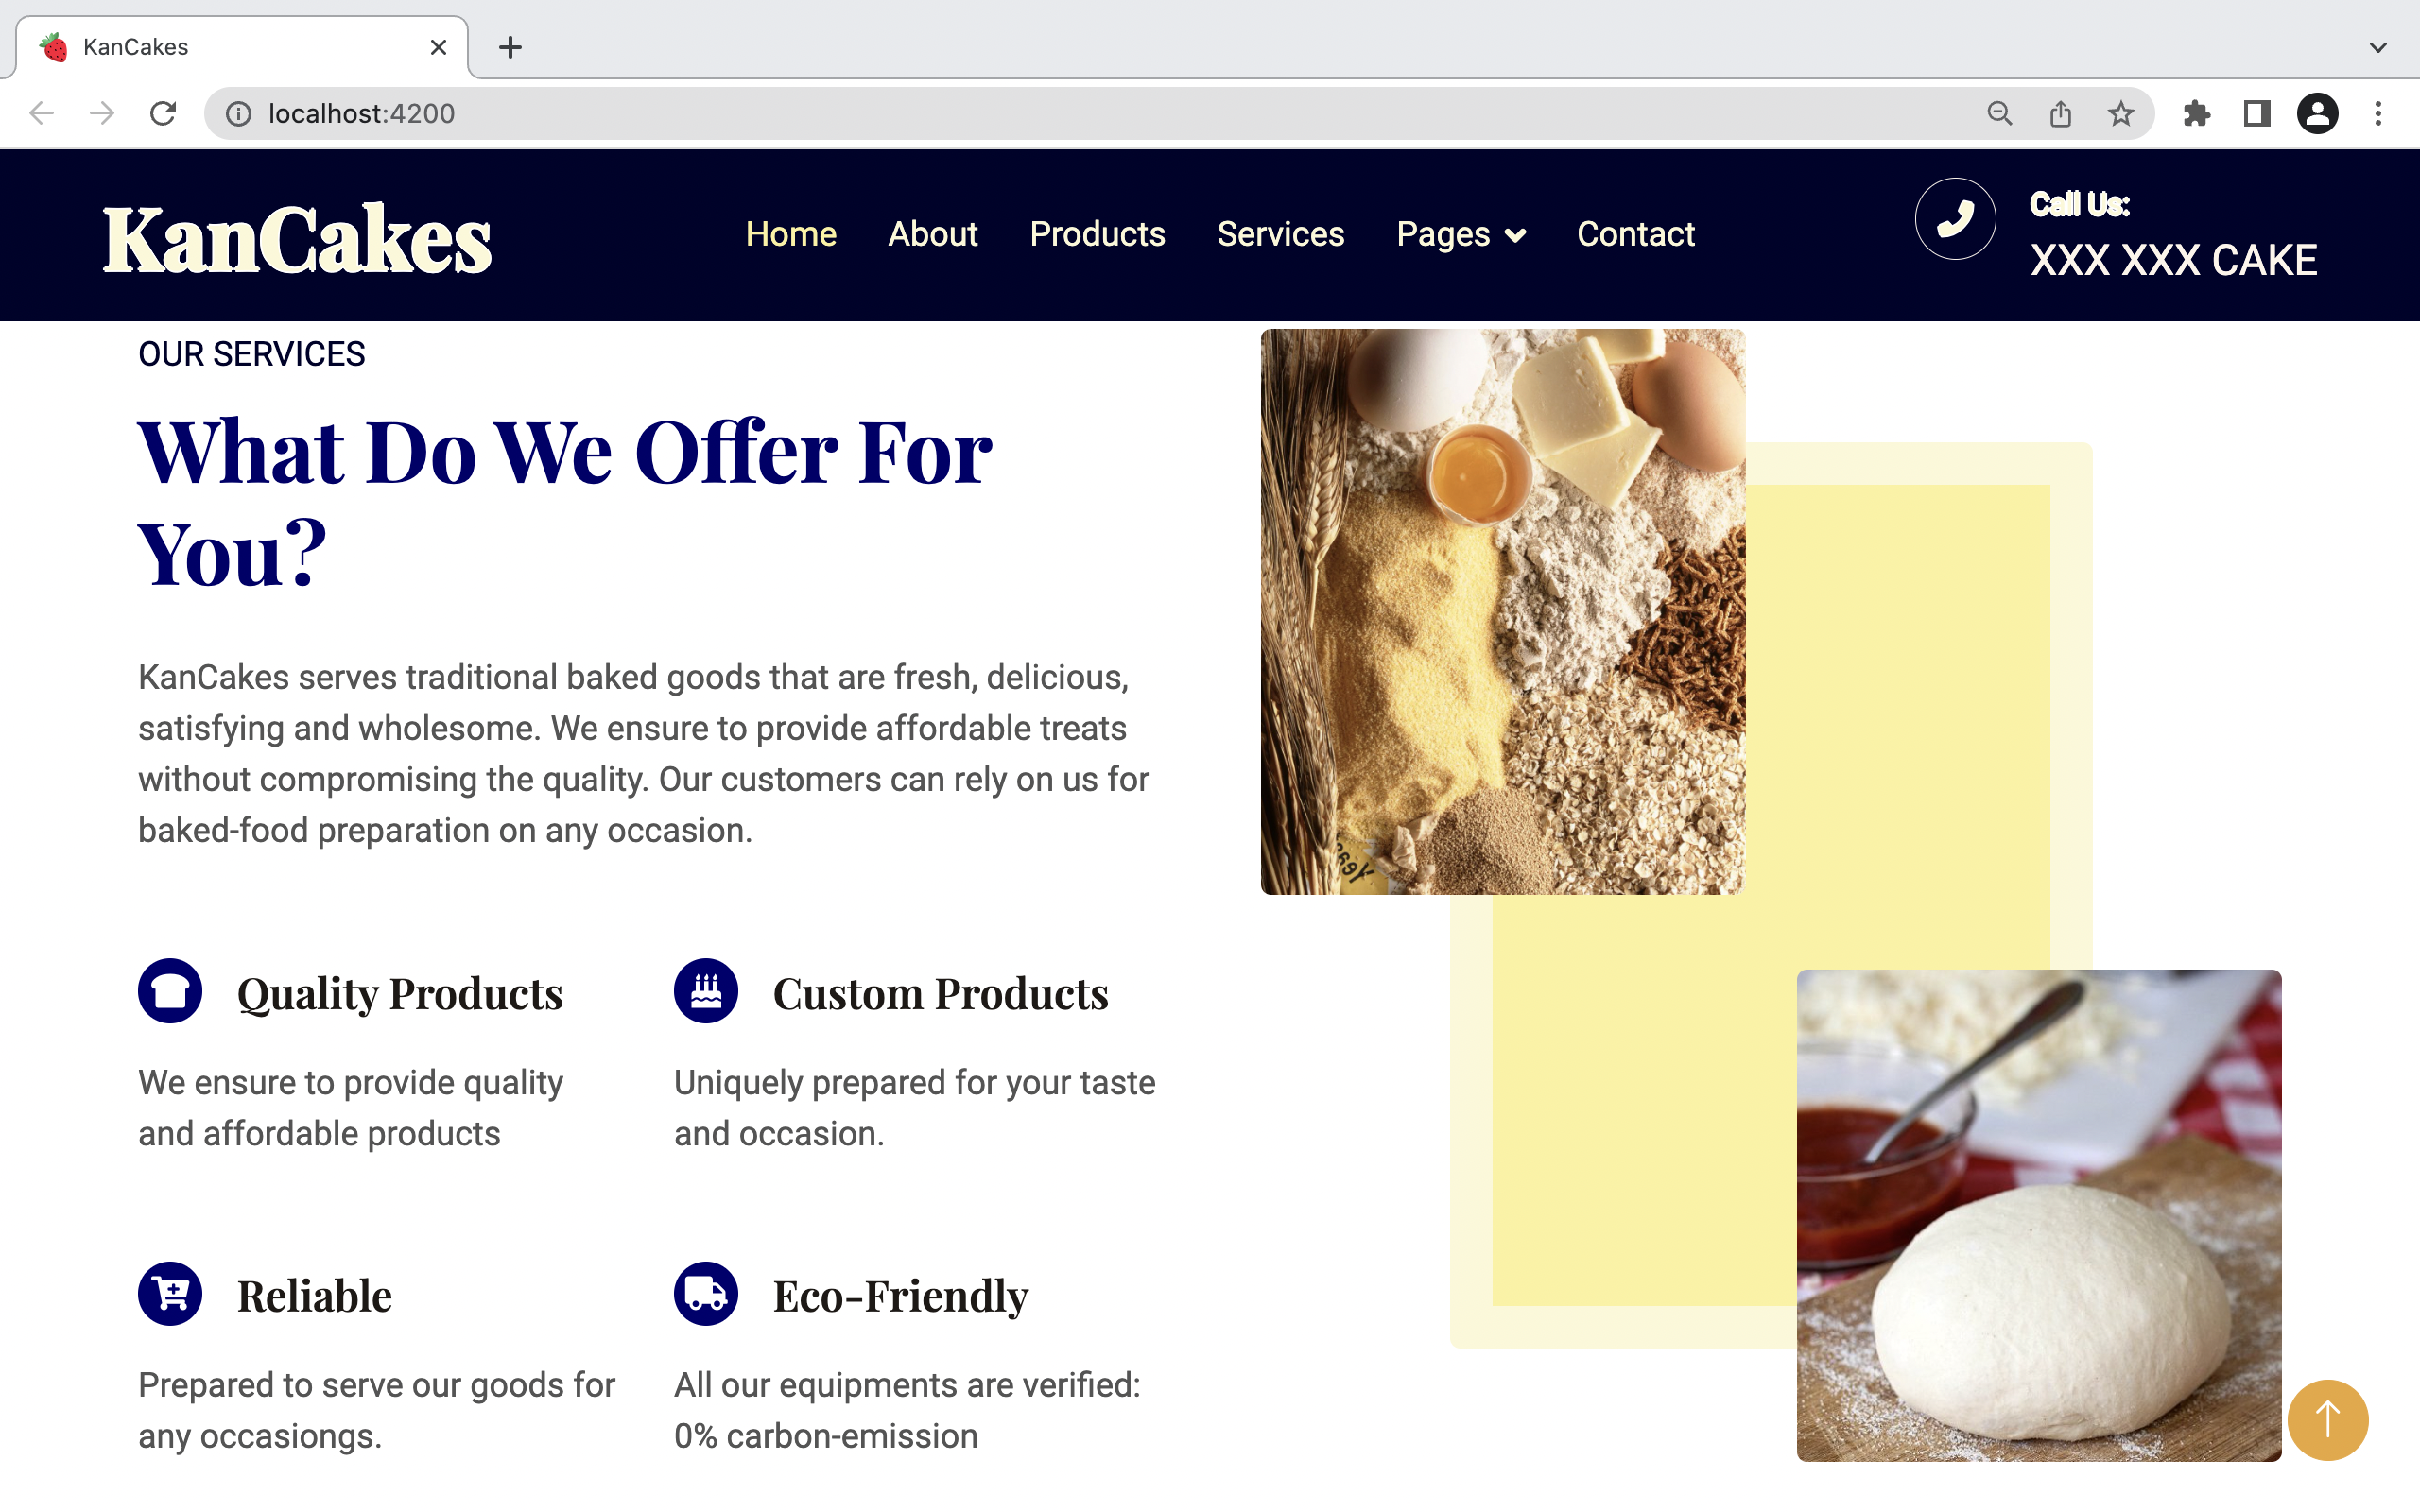 KanCakes
localhost:4200
KanCakes
Home About Products Services Pages Contact
Call Us:
XXX XXX CAKE
OUR SERVICES
What Do We Offer For
You?
KanCakes serves traditional baked goods that are fresh, delicious,
satisfying and wholesome. We ensure to provide affordable treats
without compromising the quality. Our customers can rely on us for
baked-food preparation on any occasion.
Quality Products
We ensure to provide quality
and affordable products
Custom Products
Uniquely prepared for your taste
and occasion.
Reliable
Prepared to serve our goods for
any occasiongs.
Eco-Friendly
All our equipments are verified:
0% carbon-emission